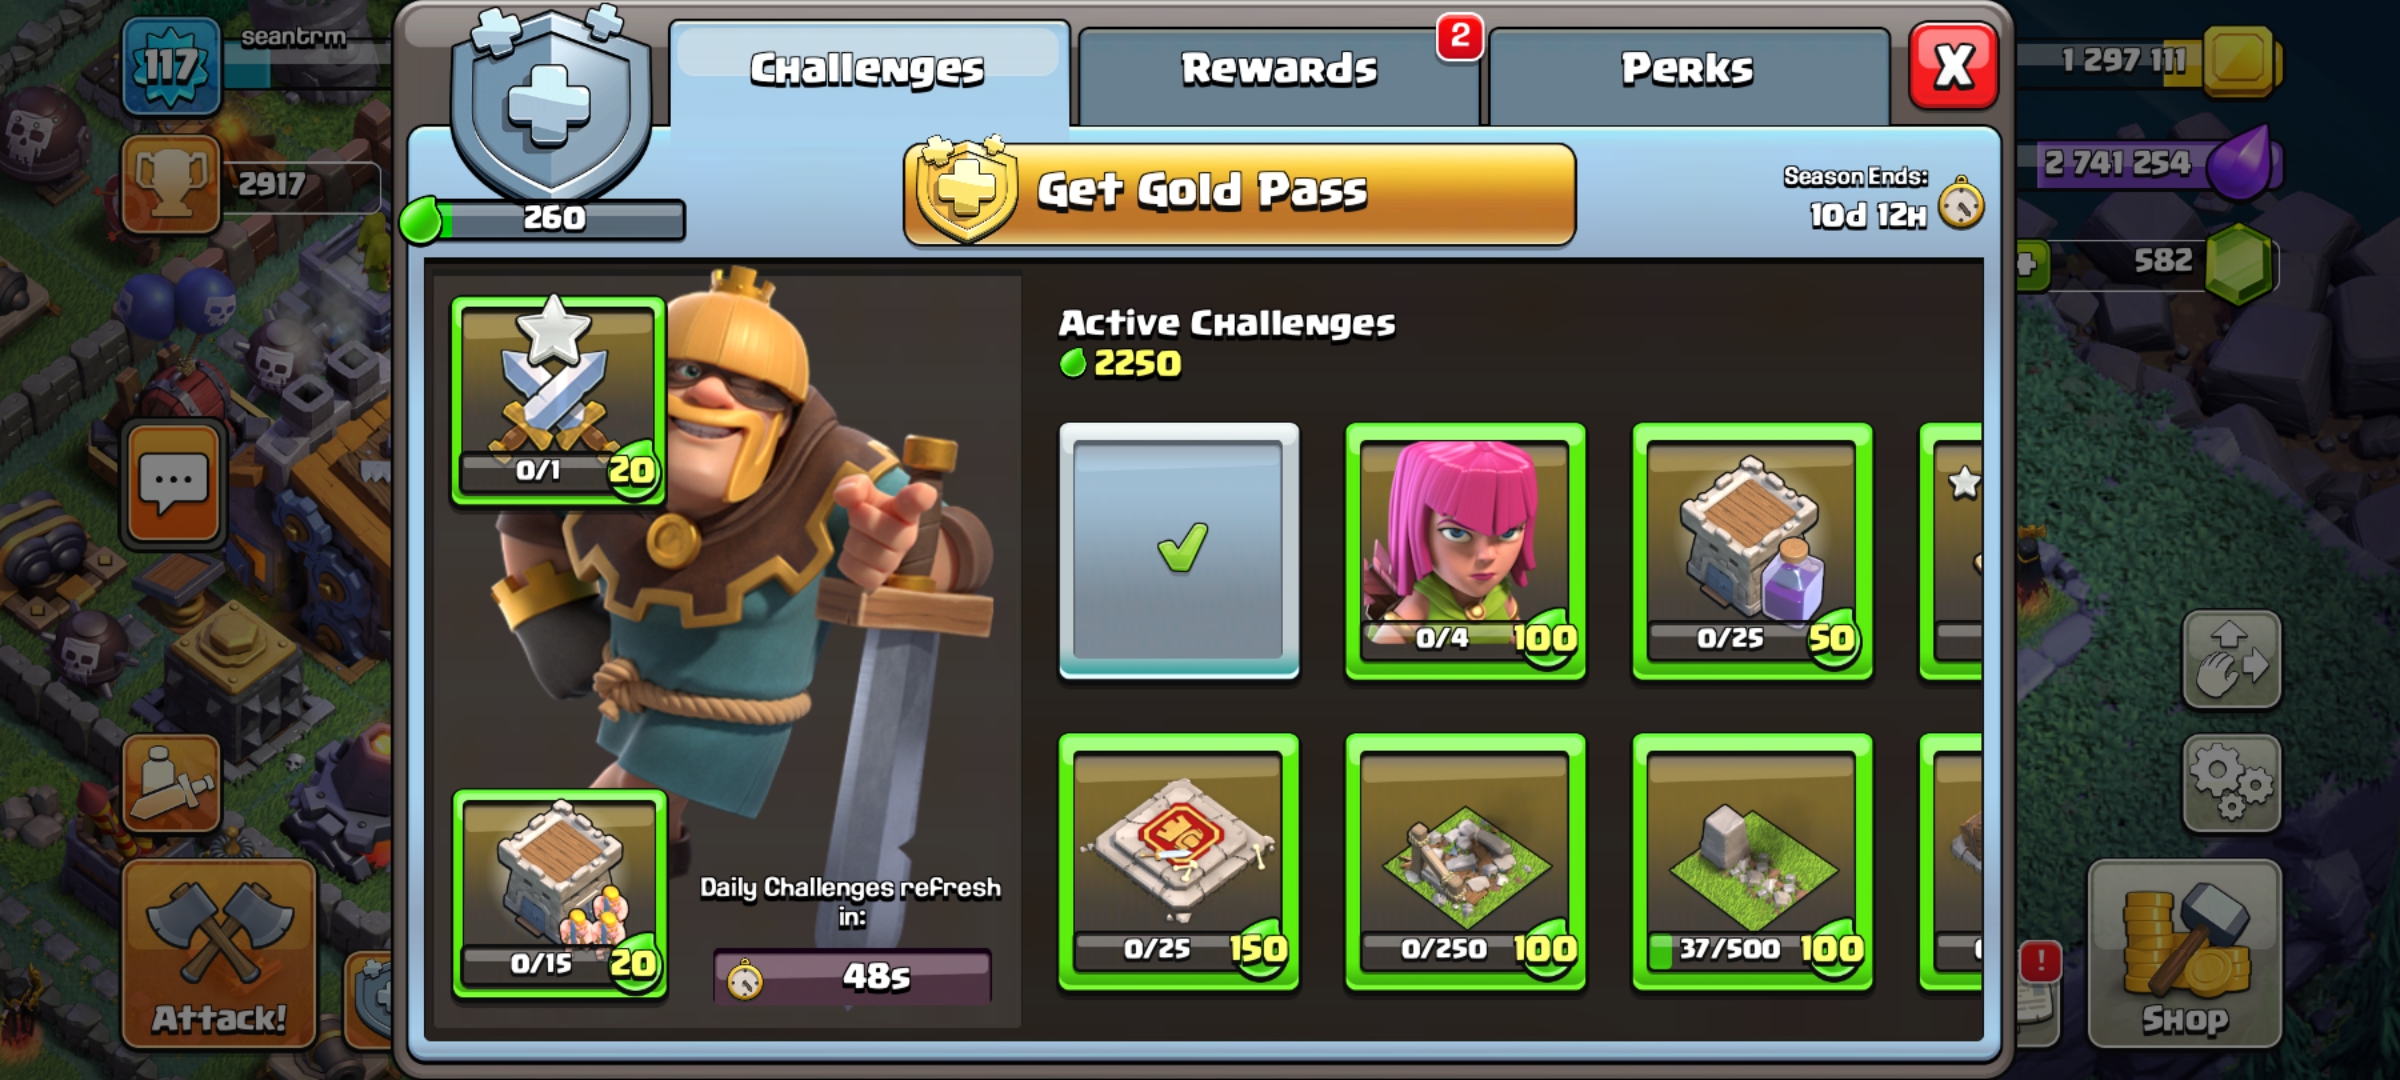 117
seantrm
2917
Challenges
Rewards
2
Perks
X
1 297 111
2 741 254
582
260
Get Gold Pass
Season Ends:
10d 12h
0/1
20
Active Challenges
2250
0/4
100
0/25
50
0/15
20
Daily Challenges refresh
in:
48s
0/25
150
0/250
100
37/500
100
Attack!
!
Shop